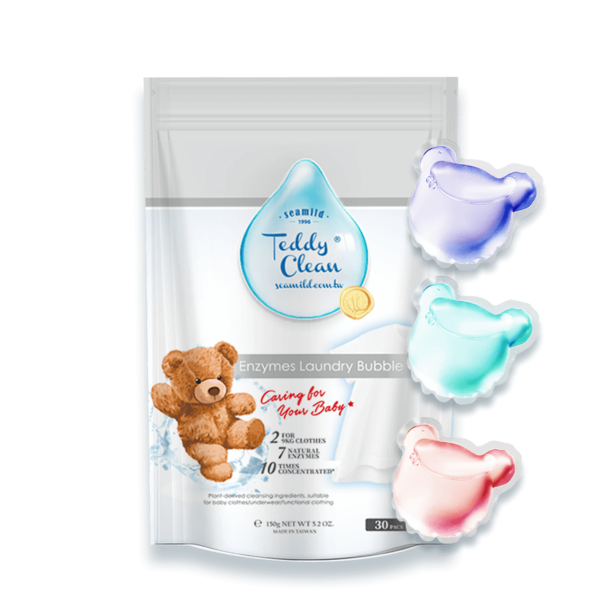 · seamild ·
1996
Teddy ®
Clean
seamild.com.tw
Enzymes Laundry Bubble
Caring for
Your Baby★
2 FOR
9KG CLOTHES
7 NATURAL
ENZYMES
10 TIMES
CONCENTRATED*
Plant-derived cleansing ingredients, suitable
for baby clothes/underwear/functional clothing
℮ 150g NET WT 5.2 OZ.
MADE IN TAIWAN
30 PACK